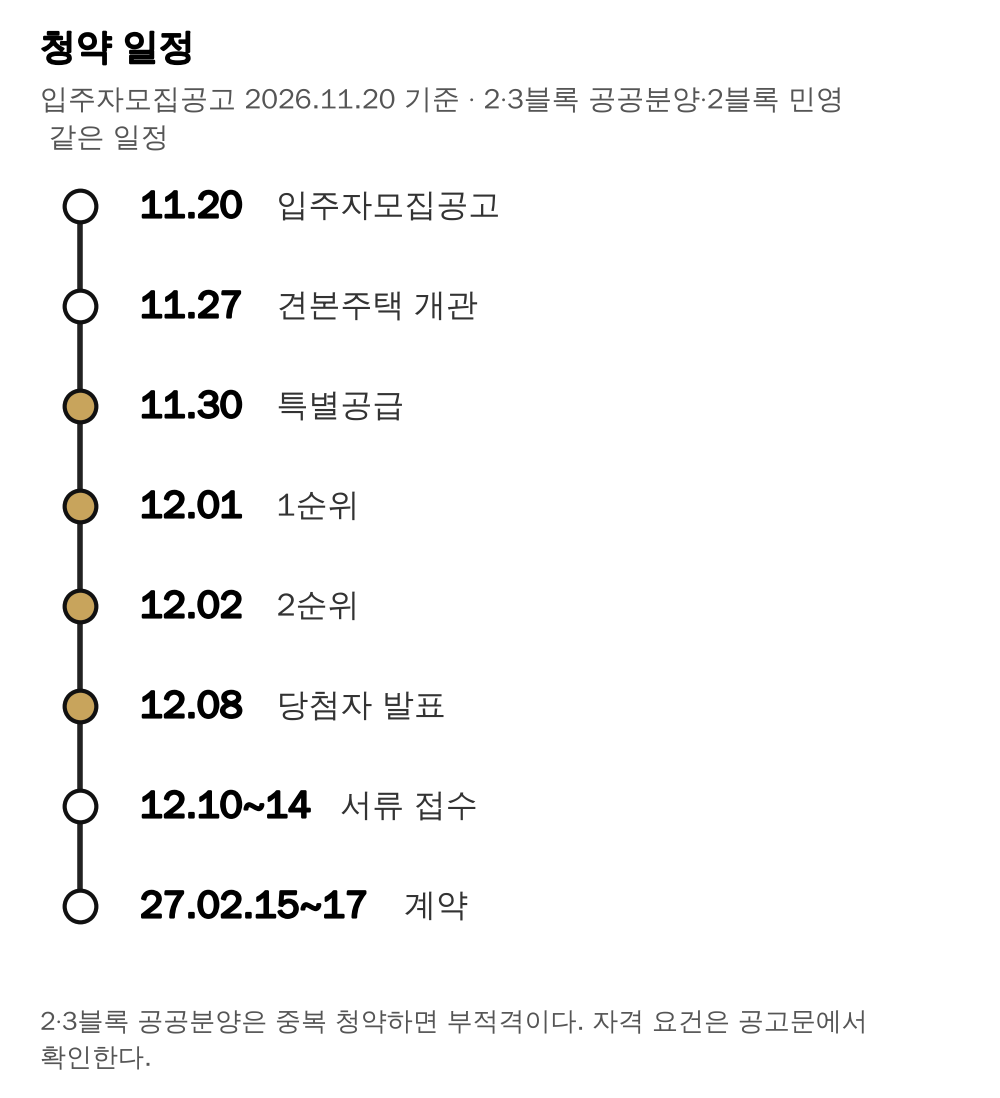 청약 일정
입주자모집공고 2026.11.20 기준 · 2·3블록 공공분양·2블록 민영
같은 일정
11.20 입주자모집공고
11.27 견본주택 개관
11.30 특별공급
12.01 1순위
12.02 2순위
12.08 당첨자 발표
12.10~14 서류 접수
27.02.15~17 계약
2·3블록 공공분양은 중복 청약하면 부적격이다. 자격 요건은 공고문에서
확인한다.